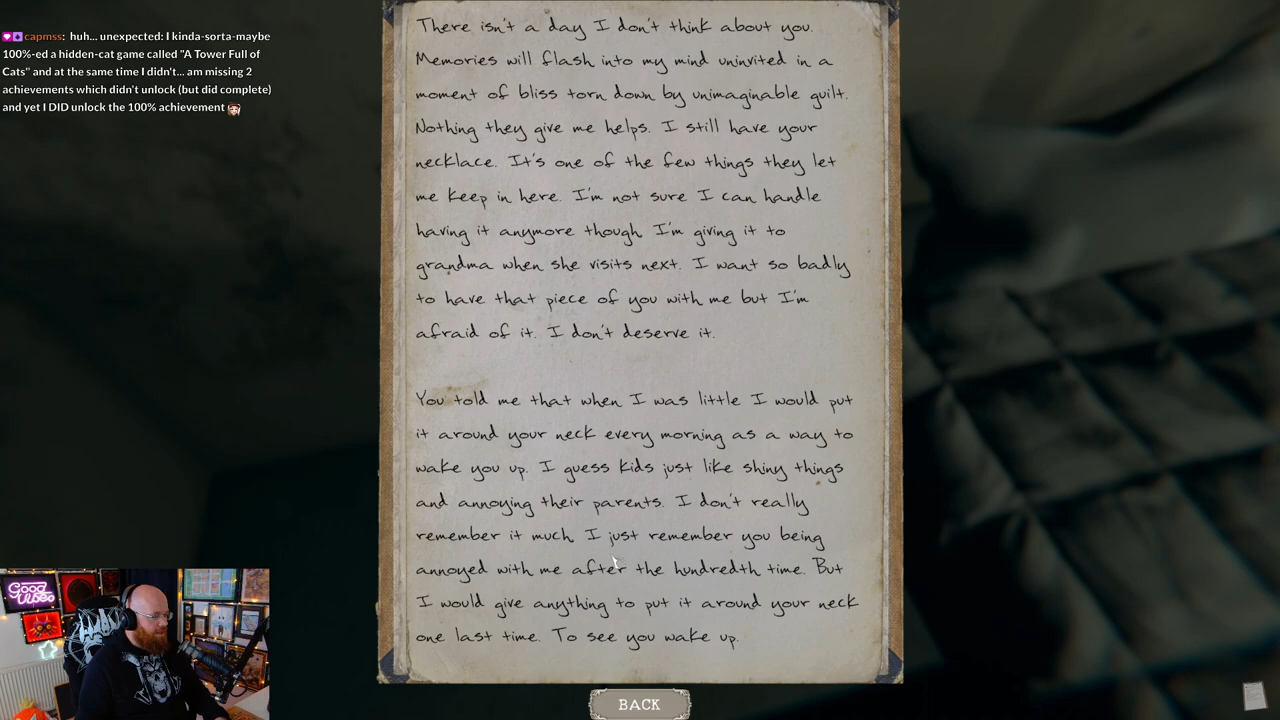 capmss: huh... unexpected: I kinda-sorta-maybe
100%-ed a hidden-cat game called "A Tower Full of
Cats" and at the same time I didn't... am missing 2
achievements which didn't unlock (but did complete)
and yet I DID unlock the 100% achievement
There isn't a day I don't think about you.
Memories will flash into my mind uninvited in a
moment of bliss torn down by unimaginable guilt.
Nothing they give me helps. I still have your
necklace. It's one of the few things they let
me keep in here. I'm not sure I can handle
having it anymore though. I'm giving it to
grandma when she visits next. I want so badly
to have that piece of you with me but I'm
afraid of it. I don't deserve it.
You told me that when I was little I would put
it around your neck every morning as a way to
wake you up. I guess kids just like shiny things
and annoying their parents. I don't really
remember it much I just remember you being
annoyed with me after the hundredth time. But
I would give anything to put it around your neck
one last time. To see you wake up.
GOOD
VIBES
BACK